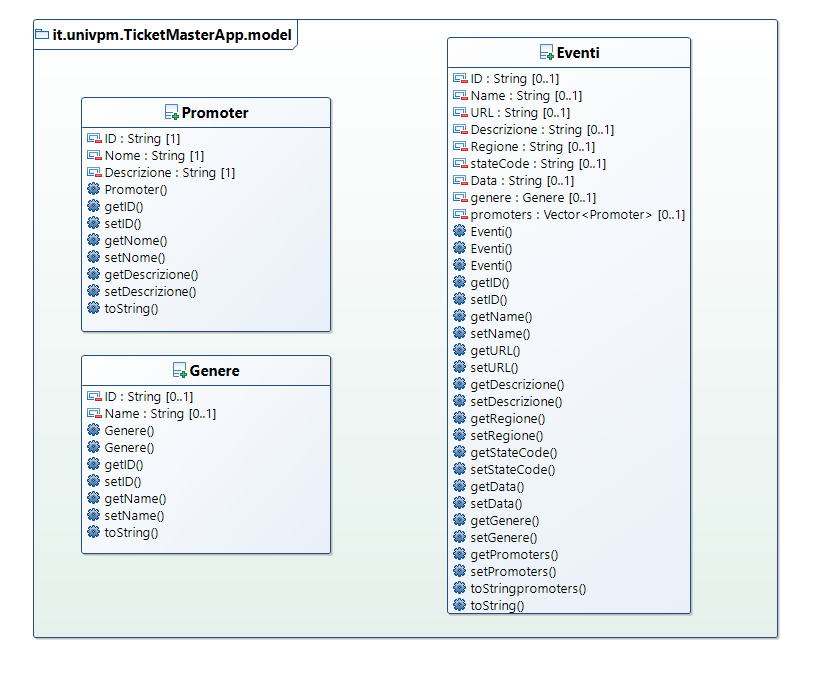 it.univpm.TicketMasterApp.model
Promoter
ID : String [1]
Nome : String [1]
Descrizione : String [1]
Promoter()
getID()
setID()
getNome()
setNome()
getDescrizione()
setDescrizione()
toString()
Genere
ID : String [0..1]
Name : String [0..1]
Genere()
Genere()
getID()
setID()
getName()
setName()
toString()
Eventi
ID : String [0..1]
Name : String [0..1]
URL : String [0..1]
Descrizione : String [0..1]
Regione : String [0..1]
stateCode : String [0..1]
Data : String [0..1]
genere : Genere [0..1]
promoters : Vector<Promoter> [0..1]
Eventi()
Eventi()
Eventi()
getID()
setID()
getName()
setName()
getURL()
setURL()
getDescrizione()
setDescrizione()
getRegione()
setRegione()
getStateCode()
setStateCode()
getData()
setData()
getGenere()
setGenere()
getPromoters()
setPromoters()
toStringpromoters()
toString()